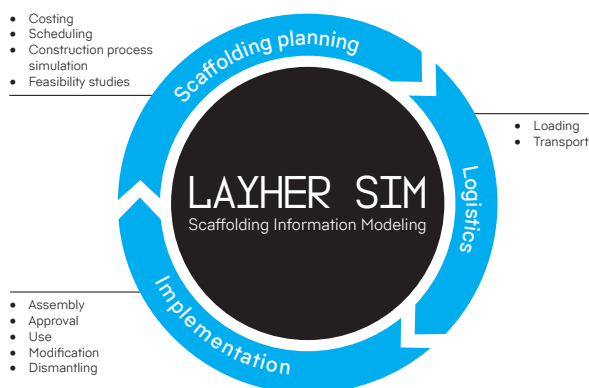 Costing
Scheduling
Construction process
simulation
Feasibility studies
Scaffolding planning
Loading
Transport
Logistics
LAYHER SIM
Scaffolding Information Modeling
Implementation
Assembly
Approval
Use
Modification
Dismantling